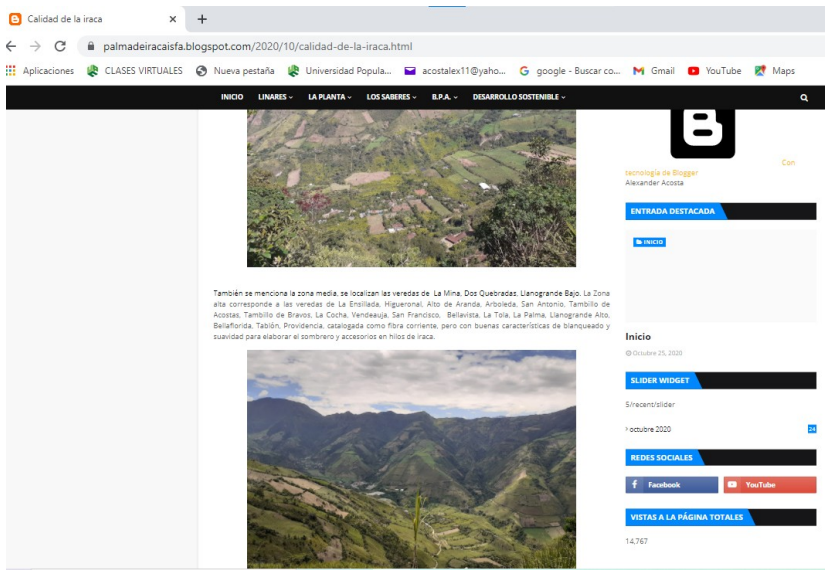 Calidad de la iraca
palmadeiracaisfa.blogspot.com/2020/10/calidad-de-la-iraca.html
Aplicaciones CLASES VIRTUALES Nueva pestaña Universidad Popula... acostalex11@yaho... google - Buscar co... Gmail YouTube Maps
INICIO LINARES LA PLANTA LOS SABERES B.P.A. DESARROLLO SOSTENIBLE
También se menciona la zona media, se localizan las veredas de La Mina, Dos Quebradas, Llanogrande Bajo. La Zona
alta corresponde a las veredas de La Ensillada, Higueronal, Alto de Aranda, Arboleda, San Antonio, Tambillo de
Acostas, Tambillo de Bravos, La Cocha, Vendeauja, San Francisco, Bellavista, La Tola, La Palma, Llanogrande Alto,
Bellaflorida, Tablón, Providencia, catalogada como fibra corriente, pero con buenas características de blanqueado y
suavidad para elaborar el sombrero y accesorios en hilos de iraca.
Con
tecnología de Blogger
Alexander Acosta
ENTRADA DESTACADA
INICIO
Inicio
Octubre 25, 2020
SLIDER WIDGET
5/recent/slider
octubre 2020 24
REDES SOCIALES
Facebook YouTube
VISTAS A LA PÁGINA TOTALES
14,767